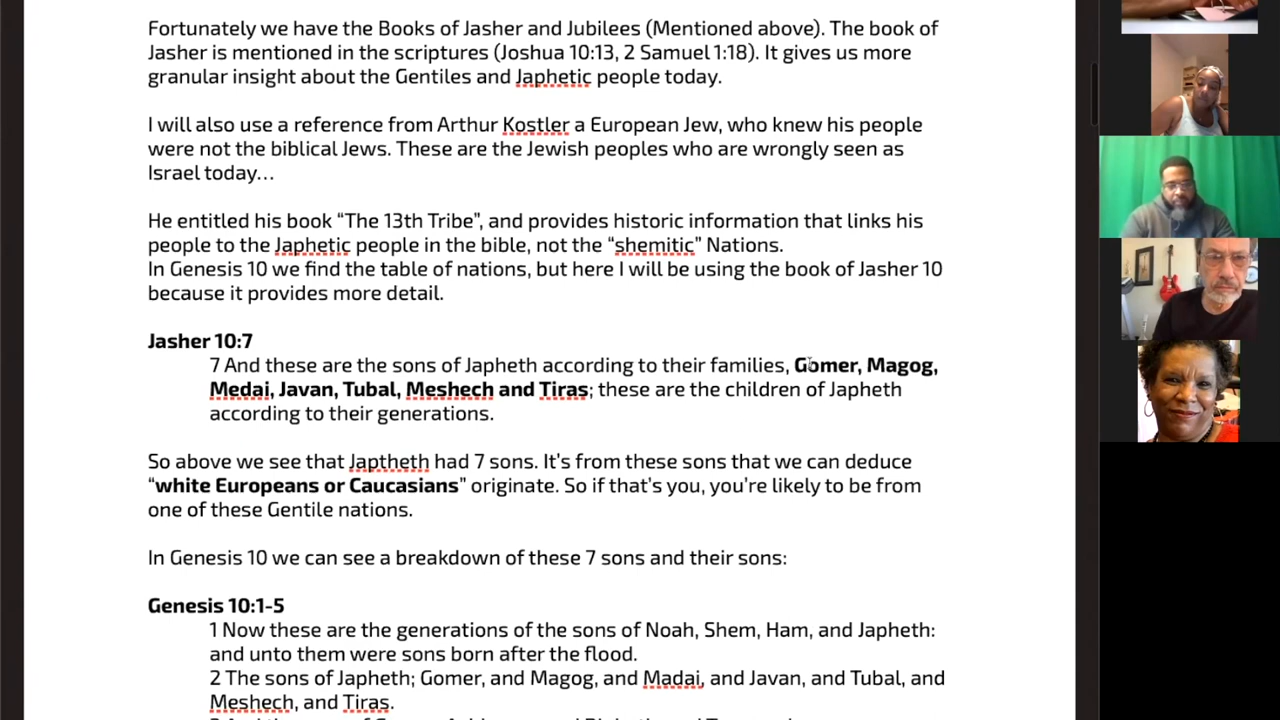 Fortunately we have the Books of Jasher and Jubilees (Mentioned above). The book of
Jasher is mentioned in the scriptures (Joshua 10:13, 2 Samuel 1:18). It gives us more
granular insight about the Gentiles and Japhetic people today.
I will also use a reference from Arthur Kostler a European Jew, who knew his people
were not the biblical Jews. These are the Jewish peoples who are wrongly seen as
Israel today…
He entitled his book “The 13th Tribe”, and provides historic information that links his
people to the Japhetic people in the bible, not the “shemitic” Nations.
In Genesis 10 we find the table of nations, but here I will be using the book of Jasher 10
because it provides more detail.
Jasher 10:7
7 And these are the sons of Japheth according to their families, Gomer, Magog,
Medai, Javan, Tubal, Meshech and Tiras; these are the children of Japheth
according to their generations.
So above we see that Japtheth had 7 sons. It's from these sons that we can deduce
“white Europeans or Caucasians” originate. So if that’s you, you’re likely to be from
one of these Gentile nations.
In Genesis 10 we can see a breakdown of these 7 sons and their sons:
Genesis 10:1-5
1 Now these are the generations of the sons of Noah, Shem, Ham, and Japheth:
and unto them were sons born after the flood.
2 The sons of Japheth; Gomer, and Magog, and Madai, and Javan, and Tubal, and
Meshech, and Tiras.